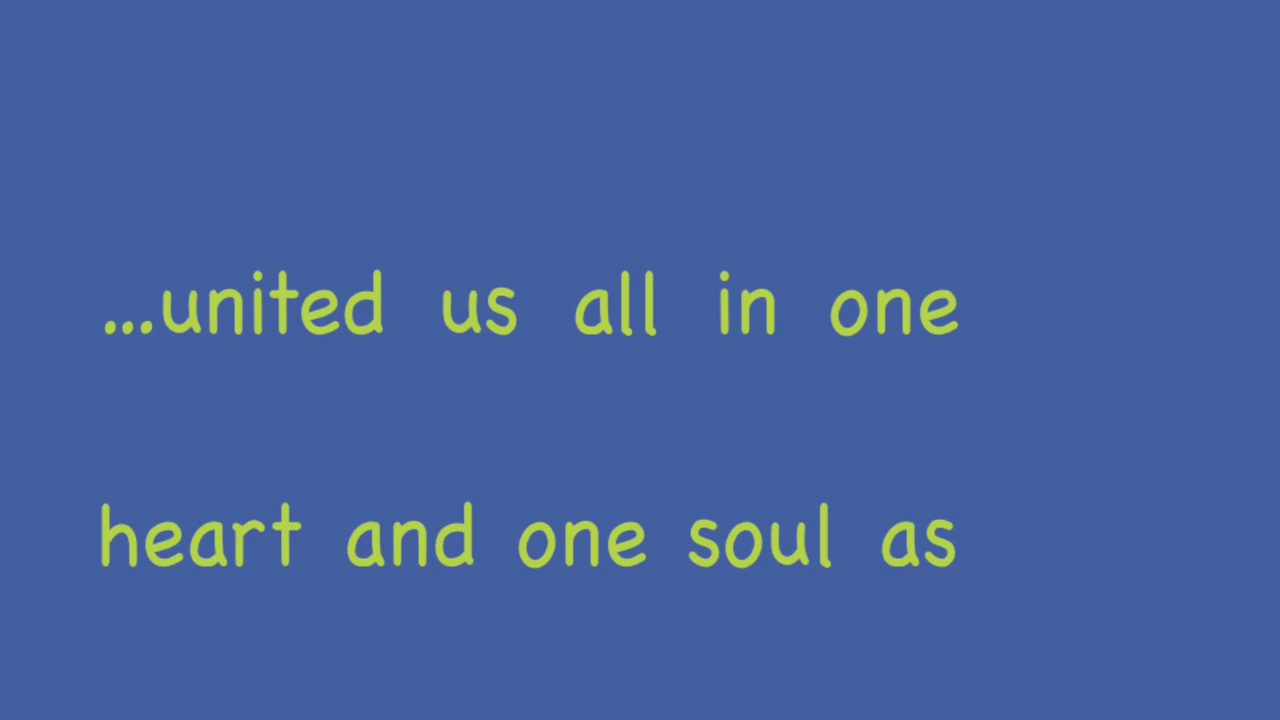 ...united us all in one
heart and one soul as